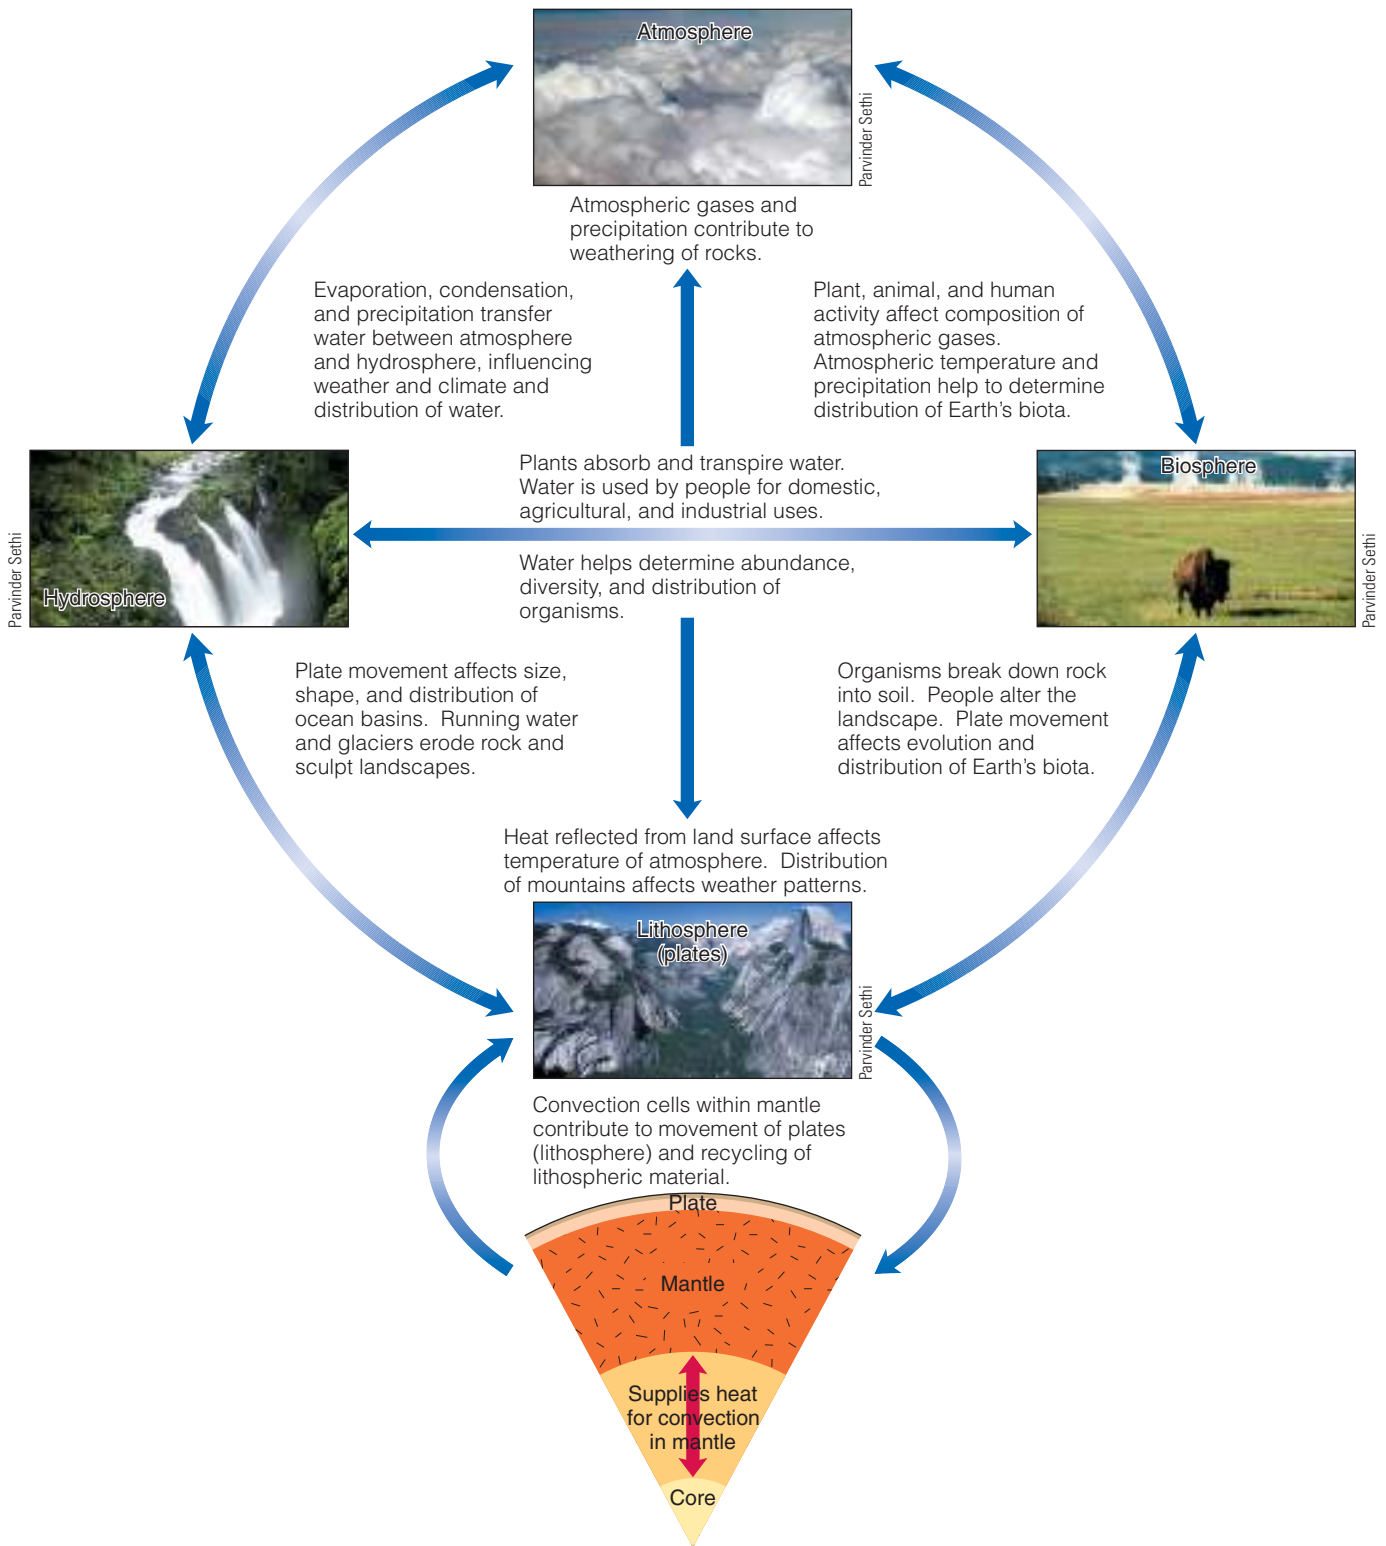 Atmosphere
Parvinder Sethi
Atmospheric gases and
precipitation contribute to
weathering of rocks.
Evaporation, condensation,
and precipitation transfer
water between atmosphere
and hydrosphere, influencing
weather and climate and
distribution of water.
Plant, animal, and human
activity affect composition of
atmospheric gases.
Atmospheric temperature and
precipitation help to determine
distribution of Earth's biota.
Parvinder Sethi
Hydrosphere
Plants absorb and transpire water.
Water is used by people for domestic,
agricultural, and industrial uses.
Water helps determine abundance,
diversity, and distribution of
organisms.
Biosphere
Parvinder Sethi
Plate movement affects size,
shape, and distribution of
ocean basins. Running water
and glaciers erode rock and
sculpt landscapes.
Organisms break down rock
into soil. People alter the
landscape. Plate movement
affects evolution and
distribution of Earth's biota.
Heat reflected from land surface affects
temperature of atmosphere. Distribution
of mountains affects weather patterns.
Lithosphere
(plates)
Parvinder Sethi
Convection cells within mantle
contribute to movement of plates
(lithosphere) and recycling of
lithospheric material.
Plate
Mantle
Supplies heat
for convection
in mantle
Core